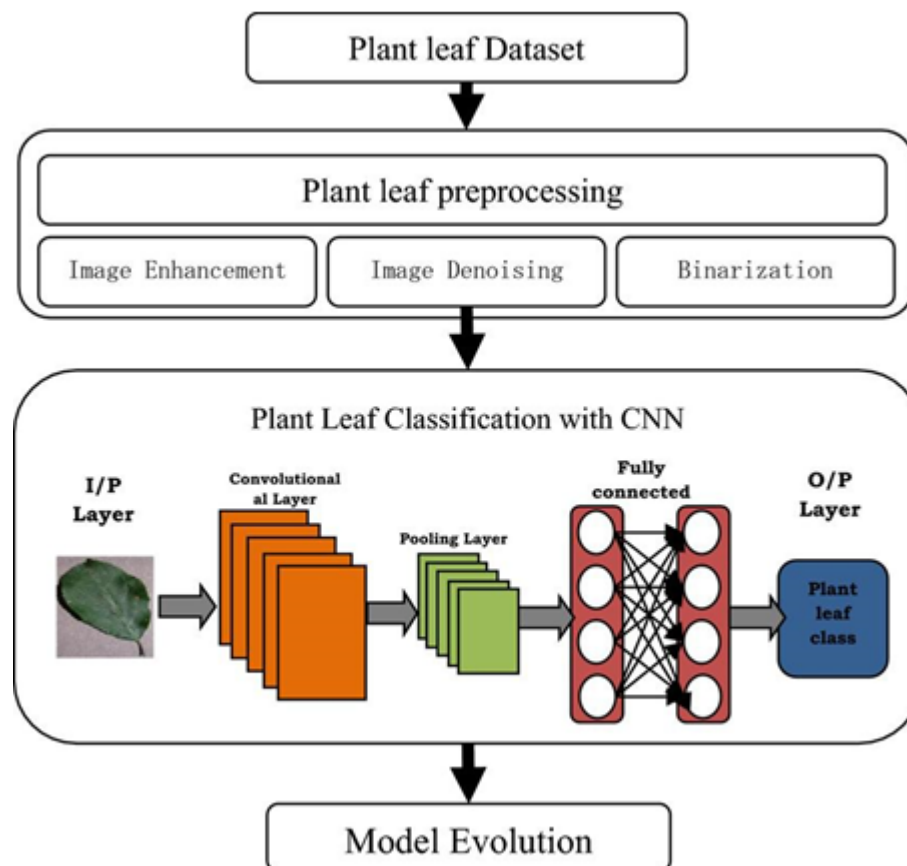 Plant leaf Dataset
Plant leaf preprocessing
Image Enhancement
Image Denoising
Binarization
Plant Leaf Classification with CNN
I/P
Layer
Convolutional
al Layer
Pooling Layer
Fully
connected
O/P
Layer
Plant
leaf
class
Model Evolution